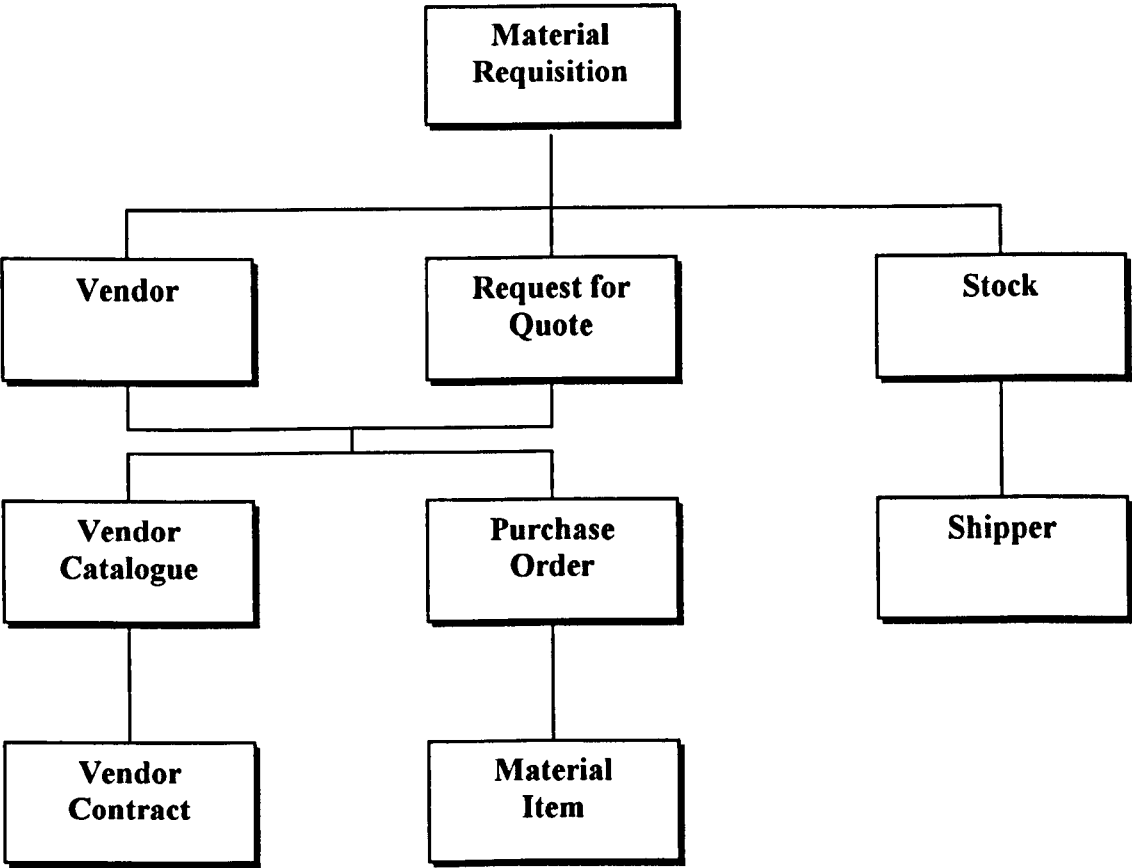 Material
Requisition
Vendor
Request for
Quote
Stock
Vendor
Catalogue
Purchase
Order
Shipper
Vendor
Contract
Material
Item